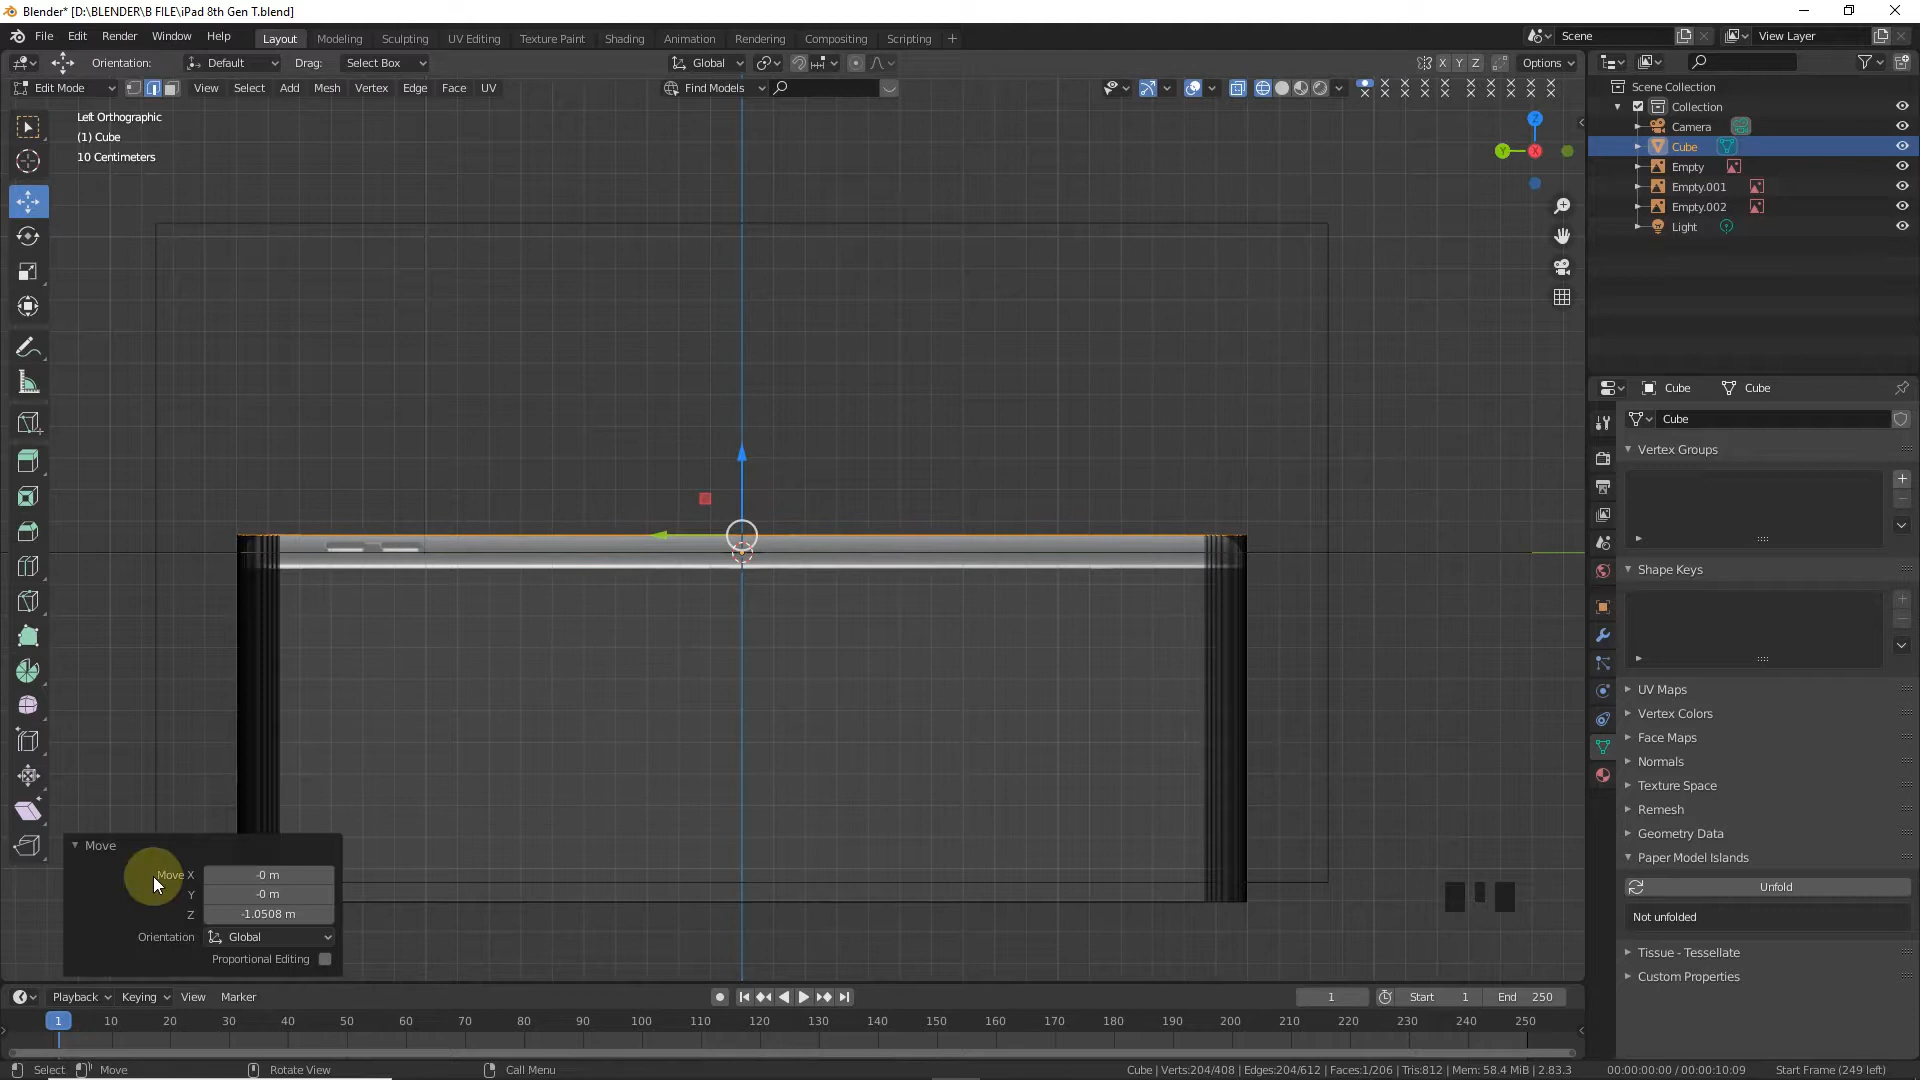 Blender* [D:\BLENDER\B FILE\iPad 8th Gen T.blend]
File Edit Render Window Help Layout Modeling Sculpting UV Editing Texture Paint Shading Animation Rendering Compositing Scripting Scene View Layer
Orientation: Default Drag: Select Box Global X Y Z Options
Edit Mode View Select Add Mesh Vertex Edge Face UV Find Models
Left Orthographic
(1) Cube
10 Centimeters
Z
Y
X
Scene Collection
Collection
Camera
Cube
Empty
Empty.001
Empty.002
Light
Cube Cube
Cube
Vertex Groups
Shape Keys
UV Maps
Vertex Colors
Face Maps
Normals
Texture Space
Remesh
Geometry Data
Paper Model Islands
Unfold
Not unfolded
Tissue - Tessellate
Custom Properties
Move
Move X -0 m
Y -0 m
Z -1.0508 m
Orientation Global
Proportional Editing
Playback Keying View Marker 1 Start 1 End 250
1 10 20 30 40 50 60 70 80 90 100 110 120 130 140 150 160 170 180 190 200 210 220 230 240 250
Select Move Rotate View Call Menu Cube | Verts:204/408 | Edges:204/612 | Faces:1/206 | Tris:812 | Mem: 58.4 MiB | 2.83.3 00:00:00:00 / 00:00:10:09 Start Frame (249 left)